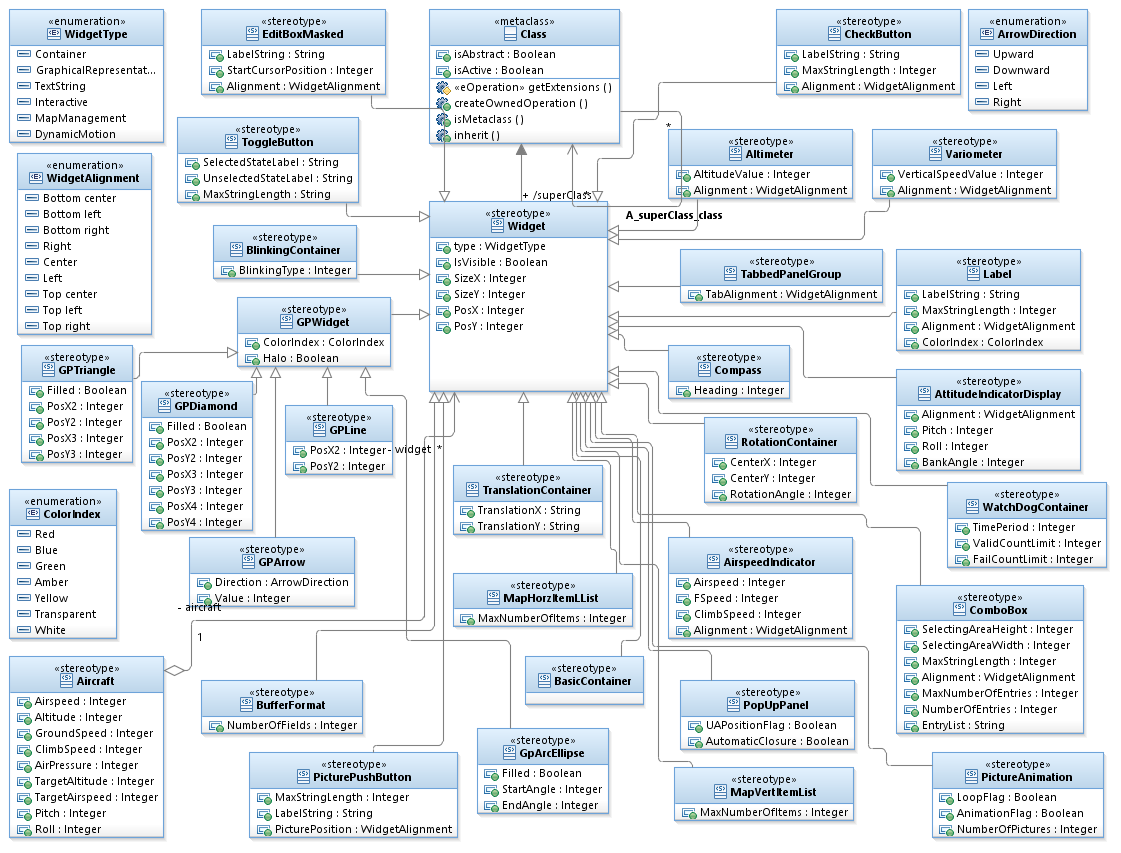 «enumeration»
WidgetType
Container
GraphicalRepresentat...
TextString
Interactive
MapManagement
DynamicMotion
«stereotype»
EditBoxMasked
LabelString : String
StartCursorPosition : Integer
Alignment : WidgetAlignment
«metaclass»
Class
isAbstract : Boolean
isActive : Boolean
«eOperation» getExtensions ( )
createOwnedOperation ( )
isMetaclass ( )
inherit ( )
«stereotype»
CheckButton
LabelString : String
MaxStringLength : Integer
Alignment : WidgetAlignment
«enumeration»
ArrowDirection
Upward
Downward
Left
Right
«stereotype»
ToggleButton
SelectedStateLabel : String
UnselectedStateLabel : String
MaxStringLength : String
*
«stereotype»
Altimeter
AltitudeValue : Integer
Alignment : WidgetAlignment
«stereotype»
Variometer
VerticalSpeedValue : Integer
Alignment : WidgetAlignment
«enumeration»
WidgetAlignment
Bottom center
Bottom left
Bottom right
Right
Center
Left
Top center
Top left
Top right
+ /superClass
*
A_superClass_class
«stereotype»
Widget
type : WidgetType
IsVisible : Boolean
SizeX : Integer
SizeY : Integer
PosX : Integer
PosY : Integer
«stereotype»
BlinkingContainer
BlinkingType : Integer
«stereotype»
TabbedPanelGroup
TabAlignment : WidgetAlignment
«stereotype»
Label
LabelString : String
MaxStringLength : Integer
Alignment : WidgetAlignment
ColorIndex : ColorIndex
«stereotype»
GPWidget
ColorIndex : ColorIndex
Halo : Boolean
«stereotype»
GPTriangle
Filled : Boolean
PosX2 : Integer
PosY2 : Integer
PosX3 : Integer
PosY3 : Integer
«stereotype»
GPDiamond
Filled : Boolean
PosX2 : Integer
PosY2 : Integer
PosX3 : Integer
PosY3 : Integer
PosX4 : Integer
PosY4 : Integer
«stereotype»
GPLine
PosX2 : Integer
PosY2 : Integer
- widget
*
«stereotype»
Compass
Heading : Integer
«stereotype»
AttitudeIndicatorDisplay
Alignment : WidgetAlignment
Pitch : Integer
Roll : Integer
BankAngle : Integer
«stereotype»
RotationContainer
CenterX : Integer
CenterY : Integer
RotationAngle : Integer
«stereotype»
TranslationContainer
TranslationX : String
TranslationY : String
«stereotype»
WatchDogContainer
TimePeriod : Integer
ValidCountLimit : Integer
FailCountLimit : Integer
«enumeration»
ColorIndex
Red
Blue
Green
Amber
Yellow
Transparent
White
«stereotype»
GPArrow
Direction : ArrowDirection
Value : Integer
- aircraft
1
«stereotype»
MapHorzItemLList
MaxNumberOfItems : Integer
«stereotype»
AirspeedIndicator
Airspeed : Integer
FSpeed : Integer
ClimbSpeed : Integer
Alignment : WidgetAlignment
«stereotype»
ComboBox
SelectingAreaHeight : Integer
SelectingAreaWidth : Integer
MaxStringLength : Integer
Alignment : WidgetAlignment
MaxNumberOfEntries : Integer
NumberOfEntries : Integer
EntryList : String
«stereotype»
Aircraft
Airspeed : Integer
Altitude : Integer
GroundSpeed : Integer
ClimbSpeed : Integer
AirPressure : Integer
TargetAltitude : Integer
TargetAirspeed : Integer
Pitch : Integer
Roll : Integer
«stereotype»
BufferFormat
NumberOfFields : Integer
«stereotype»
BasicContainer
«stereotype»
PopUpPanel
UAPositionFlag : Boolean
AutomaticClosure : Boolean
«stereotype»
GpArcEllipse
Filled : Boolean
StartAngle : Integer
EndAngle : Integer
«stereotype»
PicturePushButton
MaxStringLength : Integer
LabelString : String
PicturePosition : WidgetAlignment
«stereotype»
MapVertItemList
MaxNumberOfItems : Integer
«stereotype»
PictureAnimation
LoopFlag : Boolean
AnimationFlag : Boolean
NumberOfPictures : Integer